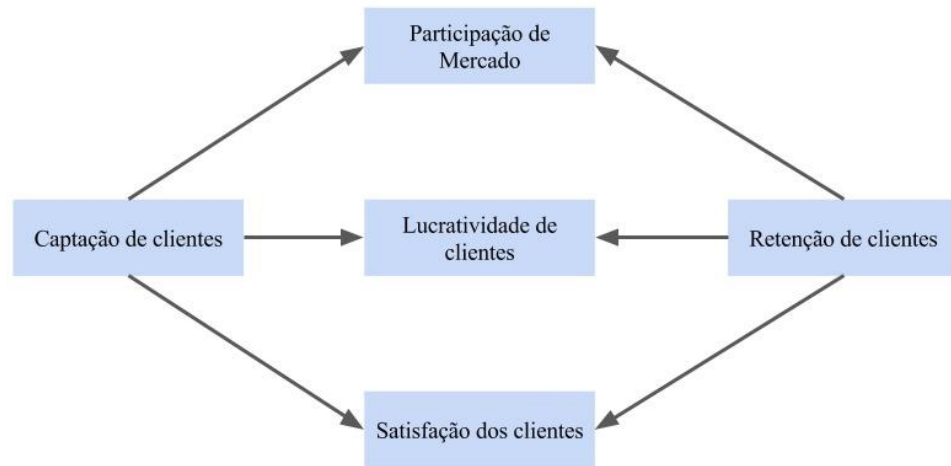 Participação de
Mercado
Captação de clientes
Lucratividade de
clientes
Retenção de clientes
Satisfação dos clientes